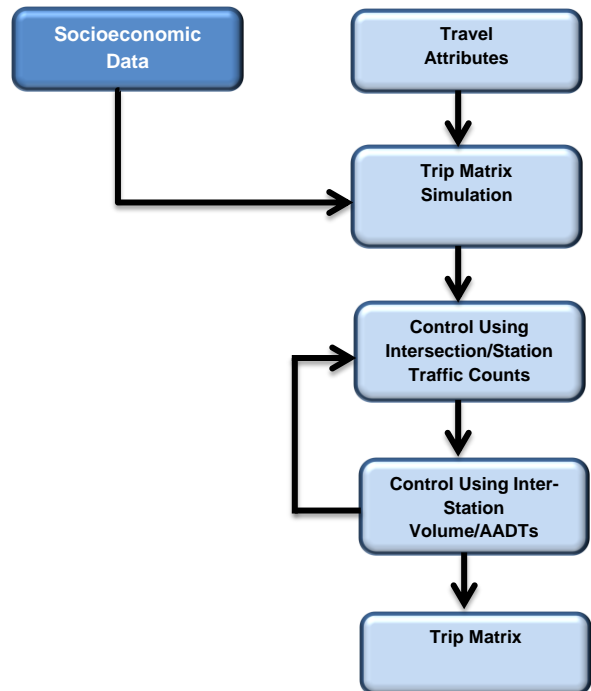 Socioeconomic
Data
Travel
Attributes
Trip Matrix
Simulation
Control Using
Intersection/Station
Traffic Counts
Control Using Inter-
Station
Volume/AADTs
Trip Matrix